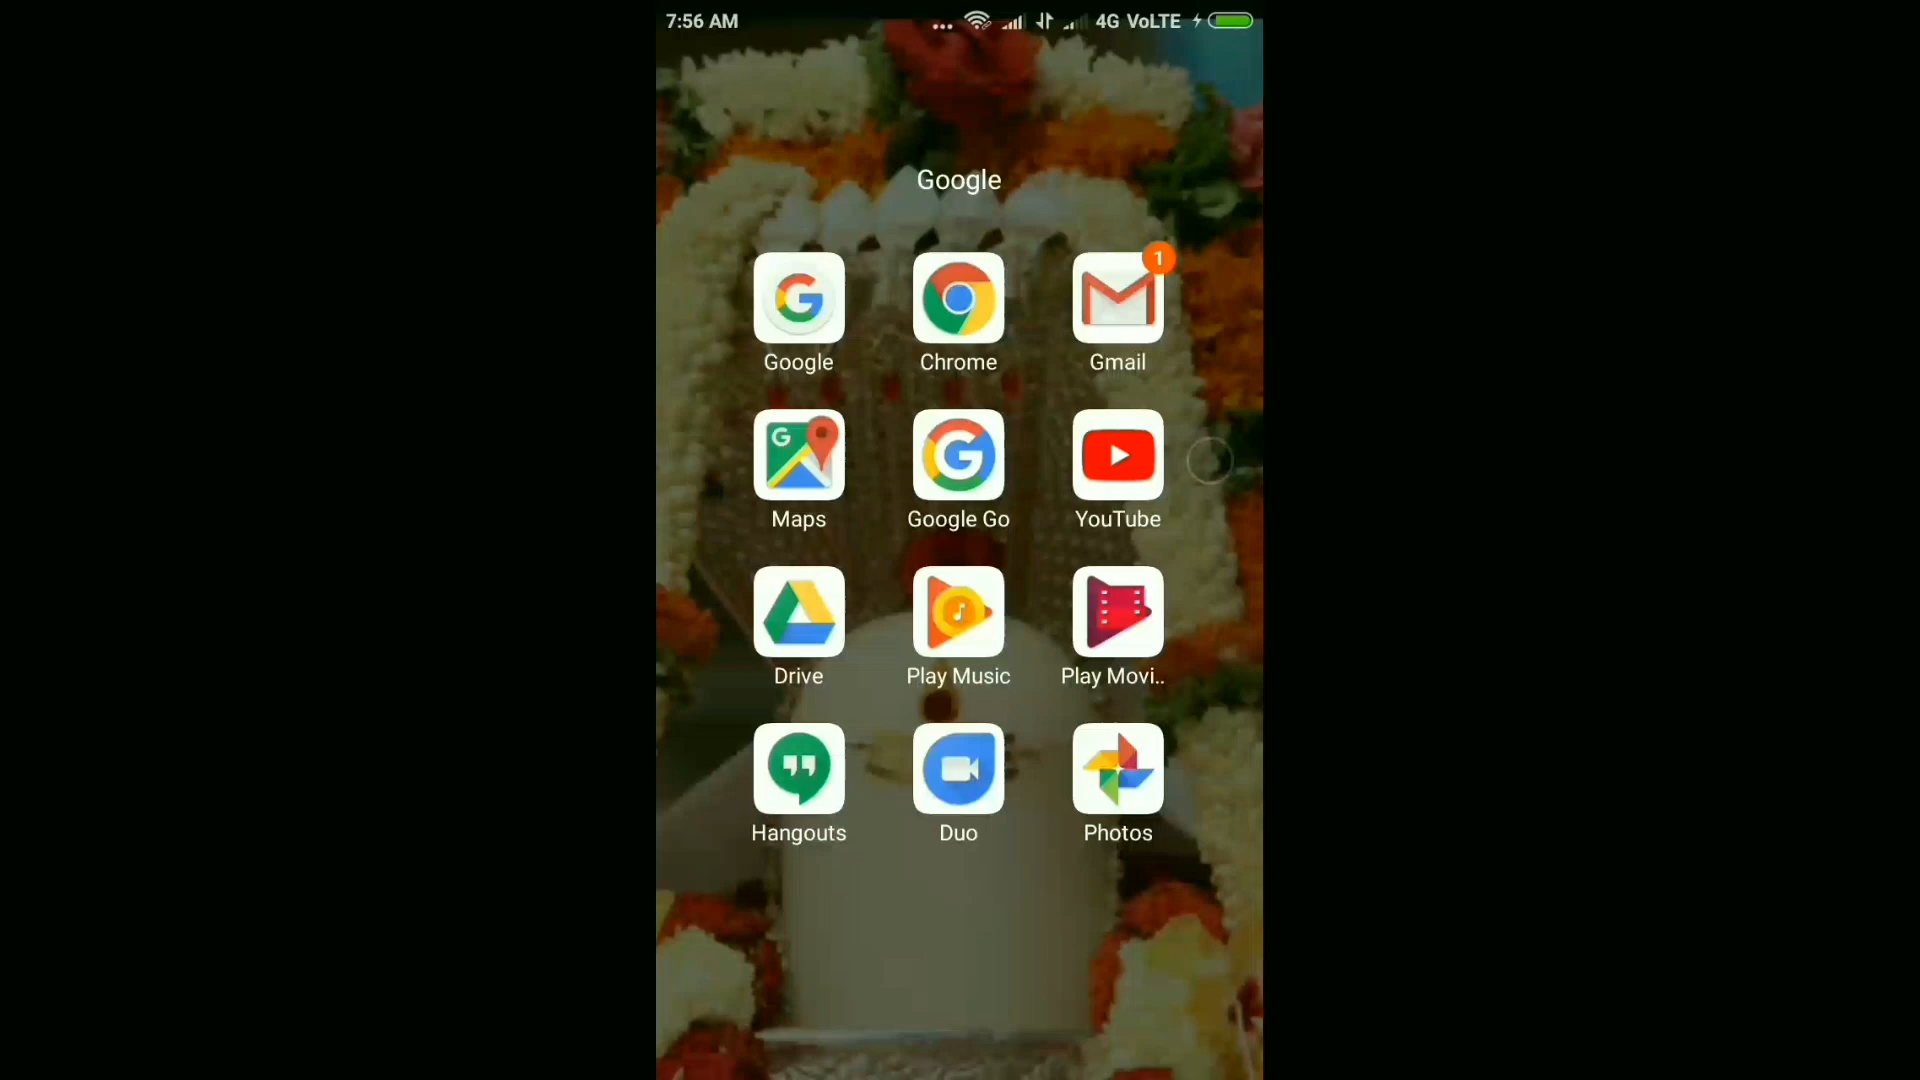 7:56 AM ... 4G VoLTE
Google
1
Google Chrome Gmail
Maps Google Go YouTube
Drive Play Music Play Movi..
Hangouts Duo Photos